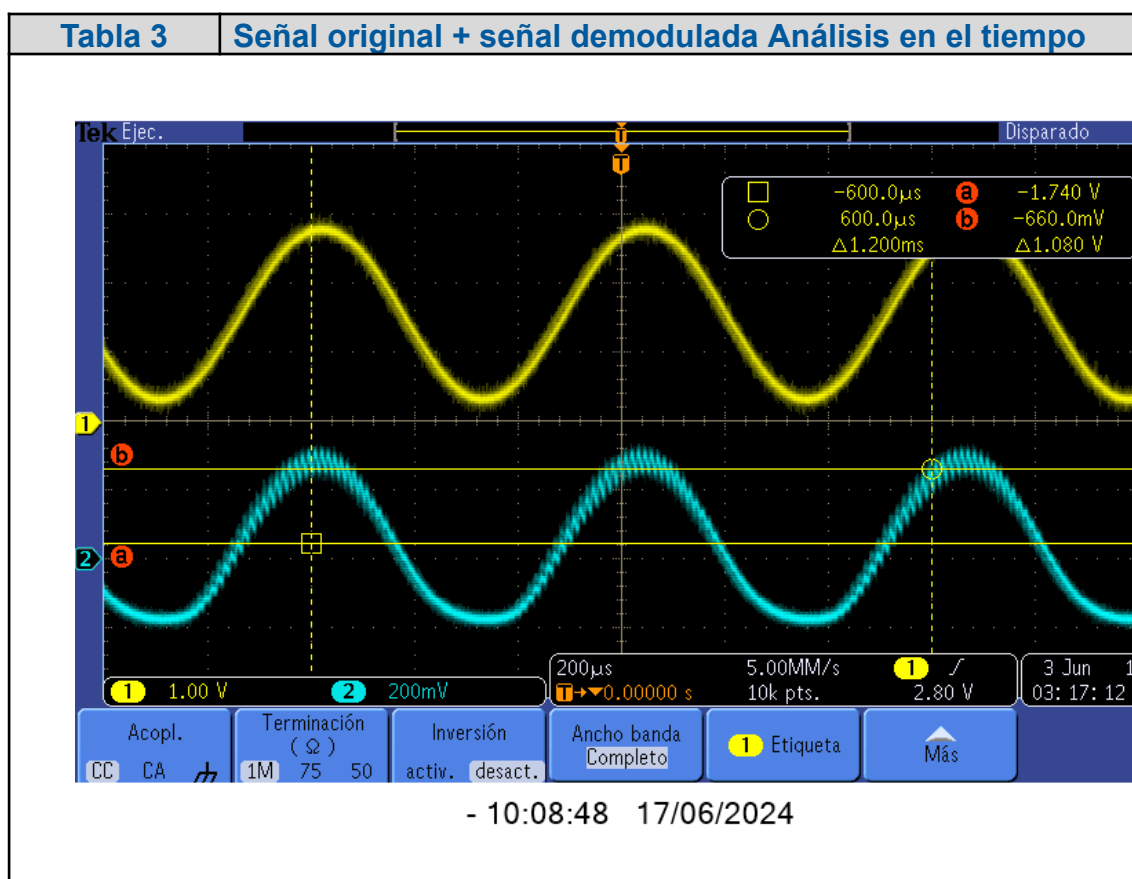 Tabla 3 Señal original + señal demodulada Análisis en el tiempo
Tek Ejec. T Disparado
T
-600.0µs a -1.740 V
600.0µs b -660.0mV
△1.200ms △1.080 V
1
b
2 a
1 1.00 V 2 200mV
200µs 5.00MM/s 1
T→▼0.00000 s 10k pts. 2.80 V
3 Jun 1
03:17:12
Acopl.
CC CA
Terminación
(Ω)
1M 75 50
Inversión
activ. desact.
Ancho banda
Completo
1 Etiqueta
Más
- 10:08:48 17/06/2024